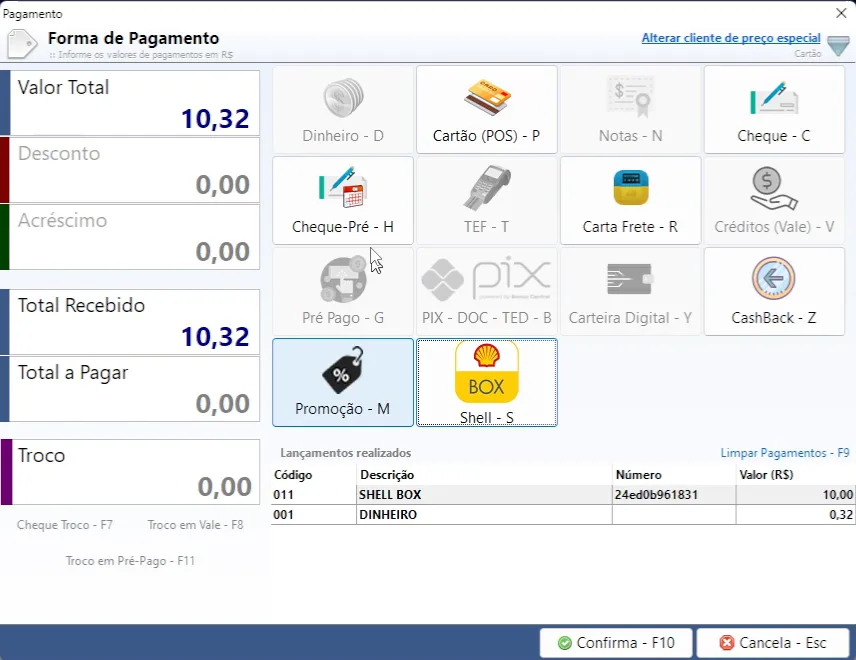 Pagamento
Forma de Pagamento
:: Informe os valores de pagamentos em R$
Alterar cliente de preço especial
Cartão
Valor Total
10,32
Desconto
0,00
Acréscimo
0,00
Total Recebido
10,32
Total a Pagar
0,00
Troco
0,00
Cheque Troco - F7 Troco em Vale - F8
Troco em Pré-Pago - F11
Dinheiro - D Cartão (POS) - P Notas - N Cheque - C
Cheque-Pré - H TEF - T Carta Frete - R Créditos (Vale) - V
pix
powered by Banco Central
Pré Pago - G PIX - DOC - TED - B Carteira Digital - Y CashBack - Z
%
BOX
Promoção - M Shell - S
Lançamentos realizados Limpar Pagamentos - F9
Código Descrição Número Valor (R$)
011 SHELL BOX 24ed0b961831 10,00
001 DINHEIRO 0,32
Confirma - F10 Cancela - Esc